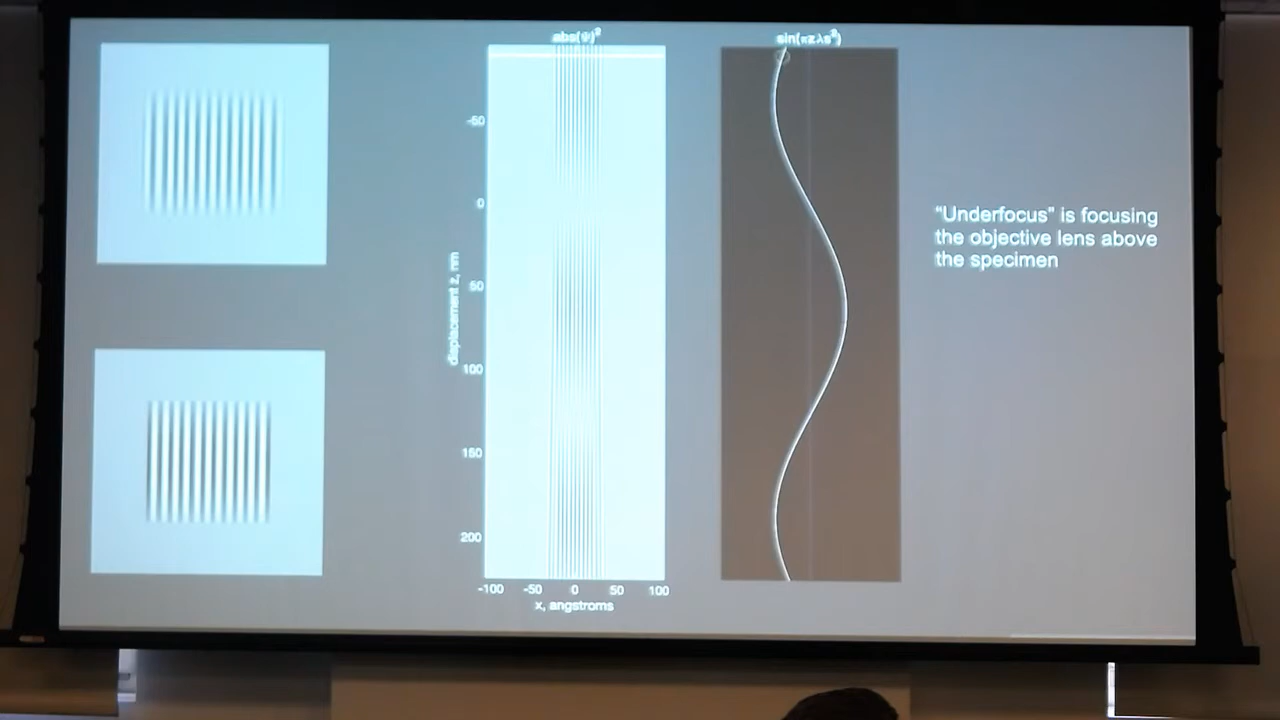 abs(Ψ)²
sin(πzλs²)
displacement z, nm
-50
0
50
100
150
200
-100 -50 0 50 100
x, angstroms
“Underfocus” is focusing
the objective lens above
the specimen